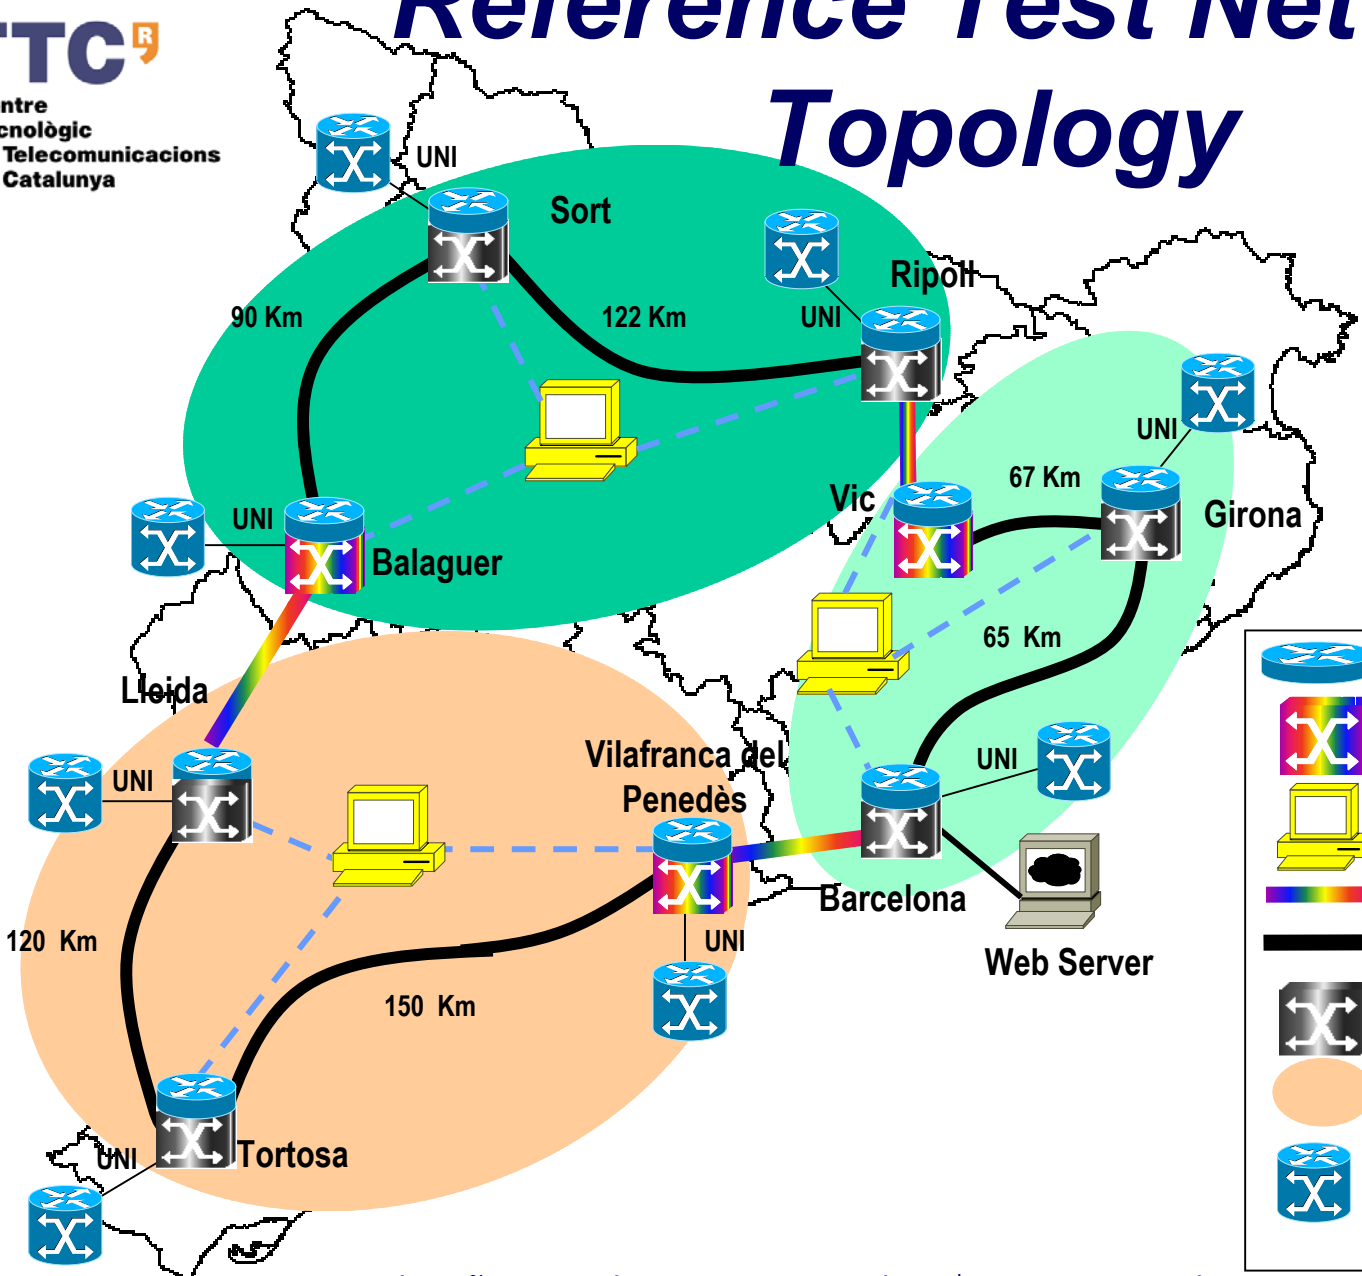 Reference Test Net
Topology
TTC R
ntre
cnològic
Telecomunicacions
Catalunya
UNI
Sort
Ripoll
90 Km
122 Km
UNI
UNI
Vic
67 Km
Girona
UNI
Balaguer
65 Km
Lleida
Vilafranca del
Penedès
UNI
UNI
Barcelona
120 Km
UNI
Web Server
150 Km
UNI
Tortosa